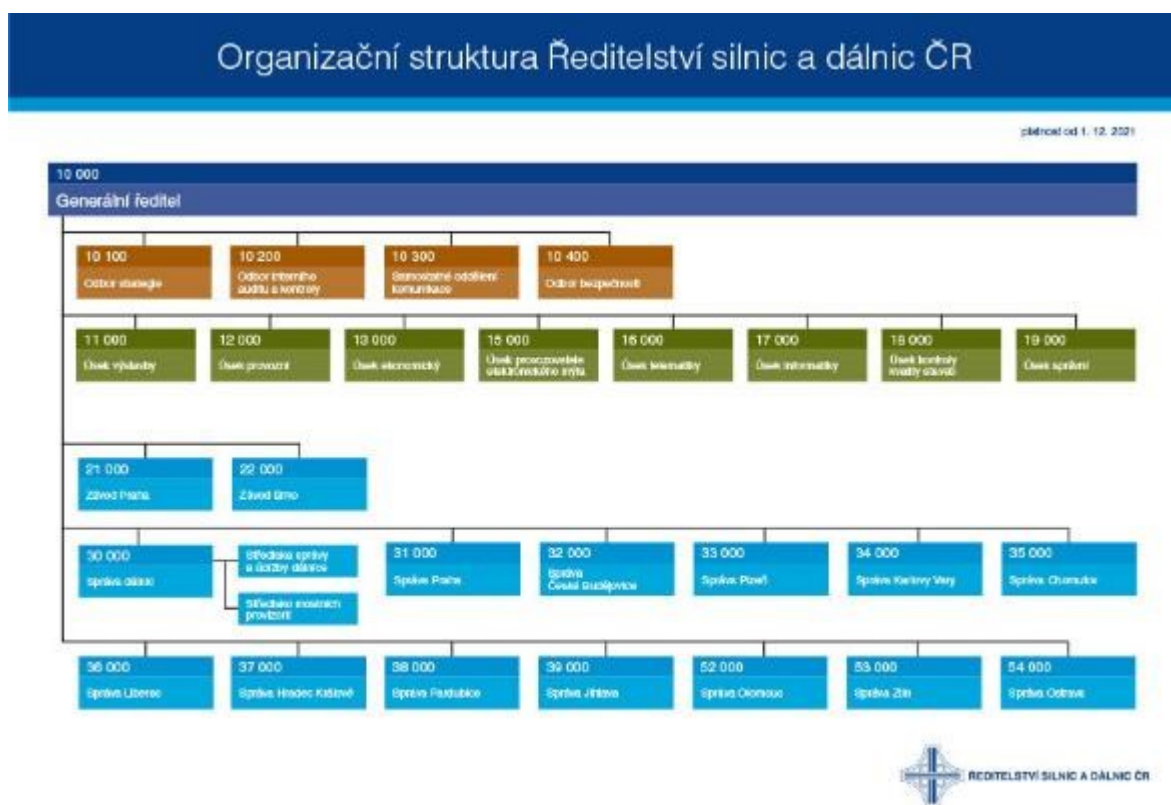 Organizační struktura Ředitelství silnic a dálnic ČR
platnost od 1. 12. 2021
10 000
Generální ředitel
10 100
Odbor strategie
10 200
Odbor interního
auditu a kontroly
10 300
Samostatné oddělení
komunikace
10 400
Odbor bezpečnosti
11 000
Úsek výstavby
12 000
Úsek provozní
13 000
Úsek ekonomický
15 000
Úsek provozovatele
elektronického mýta
16 000
Úsek telematiky
17 000
Úsek informatiky
18 000
Úsek kontroly
kvality staveb
19 000
Úsek správní
21 000
Závod Praha
22 000
Závod Brno
30 000
Správa dálnic
Střediska správy
a údržby dálnice
Středisko mostních
provizorií
31 000
Správa Praha
32 000
Správa
České Budějovice
33 000
Správa Plzeň
34 000
Správa Karlovy Vary
35 000
Správa Chomutov
36 000
Správa Liberec
37 000
Správa Hradec Králové
38 000
Správa Pardubice
39 000
Správa Jihlava
52 000
Správa Olomouc
53 000
Správa Zlín
54 000
Správa Ostrava
ŘEDITELSTVÍ SILNIC A DÁLNIC ČR